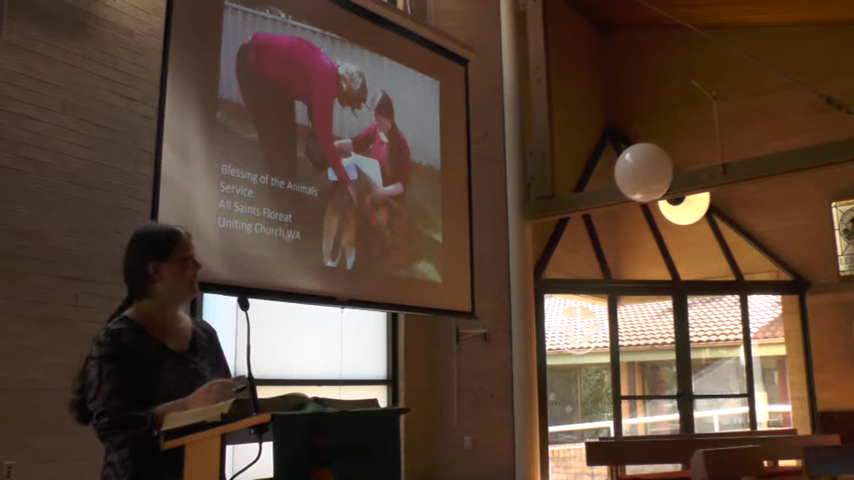 Blessing of the Animals
Service:
All Saints Floreat
Uniting Church,WA